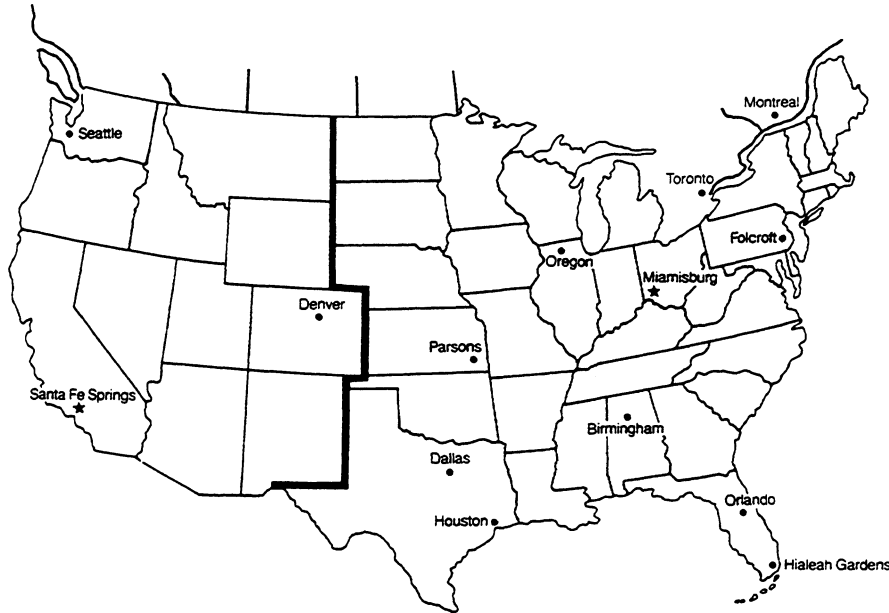 Montreal
Seattle
Toronto
Folcroft
Oregon
Miamisburg
Denver
Parsons
Santa Fe Springs
Birmingham
Dallas
Orlando
Houston
Hialeah Gardens